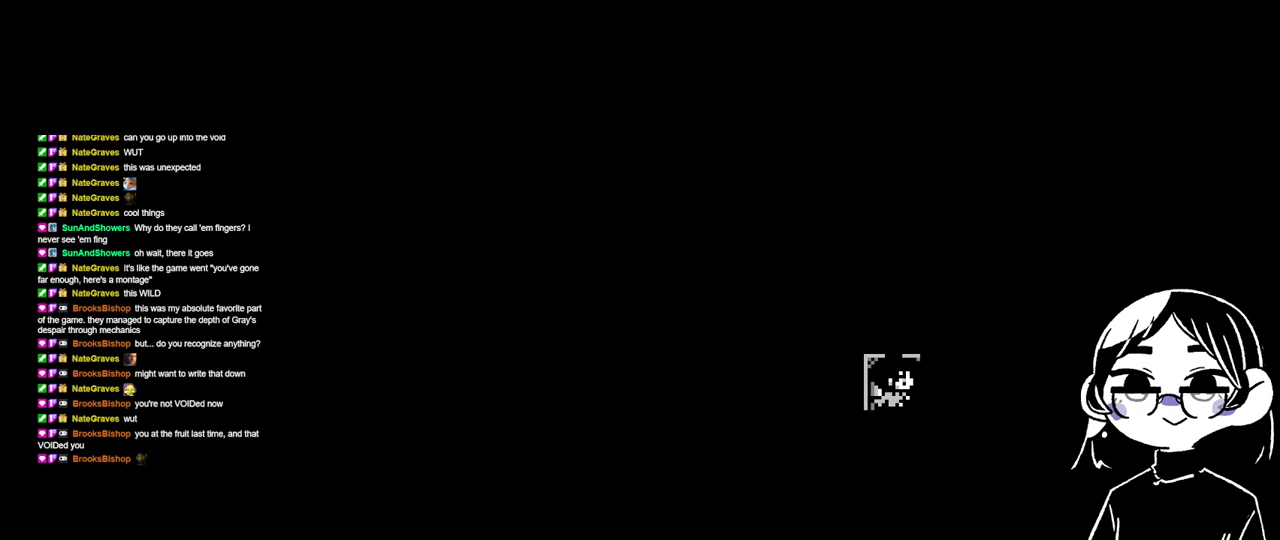 NateGraves can you go up into the void
NateGraves WUT
NateGraves this was unexpected
NateGraves
NateGraves
NateGraves cool things
SunAndShowers Why do they call 'em fingers? I
never see 'em fing
SunAndShowers oh wait, there it goes
NateGraves It's like the game went "you've gone
far enough, here's a montage"
NateGraves this WILD
BrooksBishop this was my absolute favorite part
of the game. they managed to capture the depth of Gray's
despair through mechanics
BrooksBishop but... do you recognize anything?
NateGraves
BrooksBishop might want to write that down
NateGraves
BrooksBishop you're not VOIDed now
NateGraves wut
BrooksBishop you at the fruit last time, and that
VOIDed you
BrooksBishop